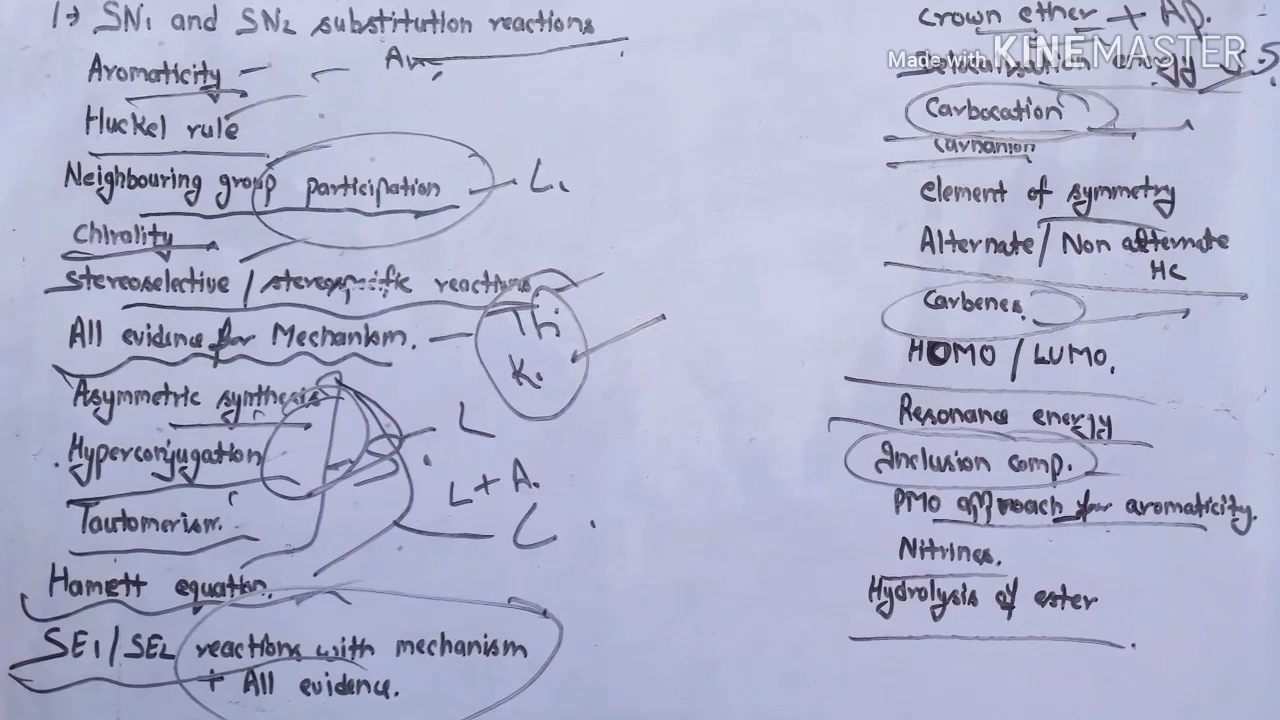 1→ SN1 and SN2 substitution reactions
Aromaticity
Huckel rule
Neighbouring group participation L.
Chirality
Stereoselective / stereospecific reactions
All evidence for Mechanism. Th
K.
Asymmetric synthesis
L
Hyperconjugation
L + A.
Tautomerism.
L
Hamett equation.
SE1 / SE2 reactions with mechanism
+ All evidence.
Crown ether + Ap.
Made with KINEMASTER
Carbocation
Carnanion
element of symmetry
Alternate / Non alternate
HC
Carbenes.
HOMO / LUMO.
Resonance energy
Inclusion comp.
PMO approach for aromaticity.
Nitrines.
Hydrolysis of ester